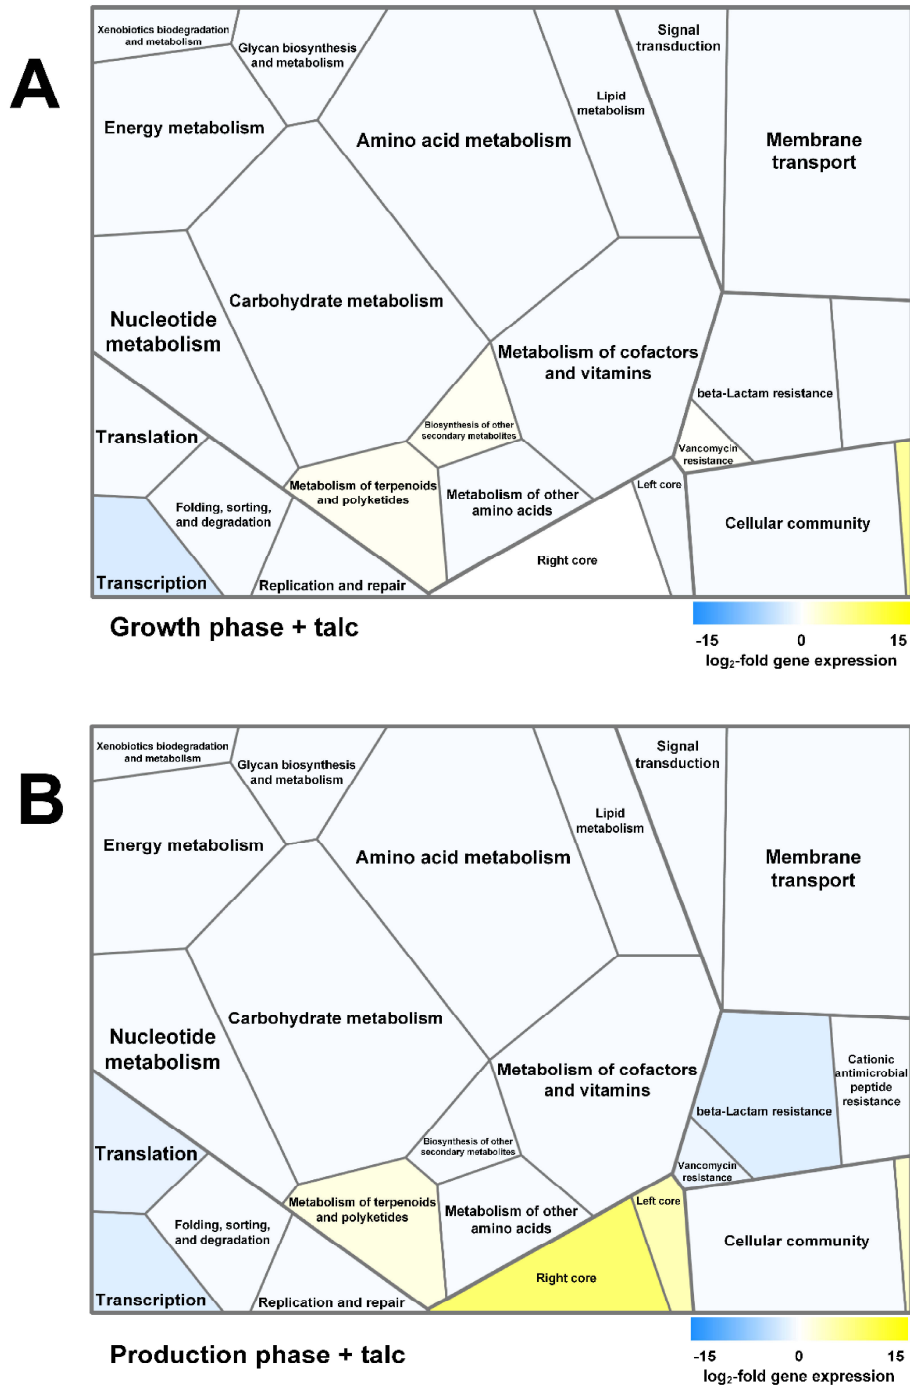 A
Xenobiotics biodegradation
and metabolism
Glycan biosynthesis
and metabolism
Signal
transduction
Energy metabolism
Amino acid metabolism
Lipid
metabolism
Membrane
transport
Nucleotide
metabolism
Carbohydrate metabolism
Metabolism of cofactors
and vitamins
beta-Lactam resistance
Translation
Biosynthesis of other
secondary metabolites
Vancomycin
resistance
Folding, sorting,
and degradation
Metabolism of terpenoids
and polyketides
Metabolism of other
amino acids
Left core
Cellular community
Transcription
Replication and repair
Right core
Growth phase + talc
-15 0 15
log₂-fold gene expression
B
Xenobiotics biodegradation
and metabolism
Glycan biosynthesis
and metabolism
Signal
transduction
Energy metabolism
Amino acid metabolism
Lipid
metabolism
Membrane
transport
Nucleotide
metabolism
Carbohydrate metabolism
Metabolism of cofactors
and vitamins
beta-Lactam resistance
Cationic
antimicrobial
peptide
resistance
Translation
Biosynthesis of other
secondary metabolites
Vancomycin
resistance
Folding, sorting,
and degradation
Metabolism of terpenoids
and polyketides
Metabolism of other
amino acids
Left core
Cellular community
Transcription
Replication and repair
Right core
Production phase + talc
-15 0 15
log₂-fold gene expression